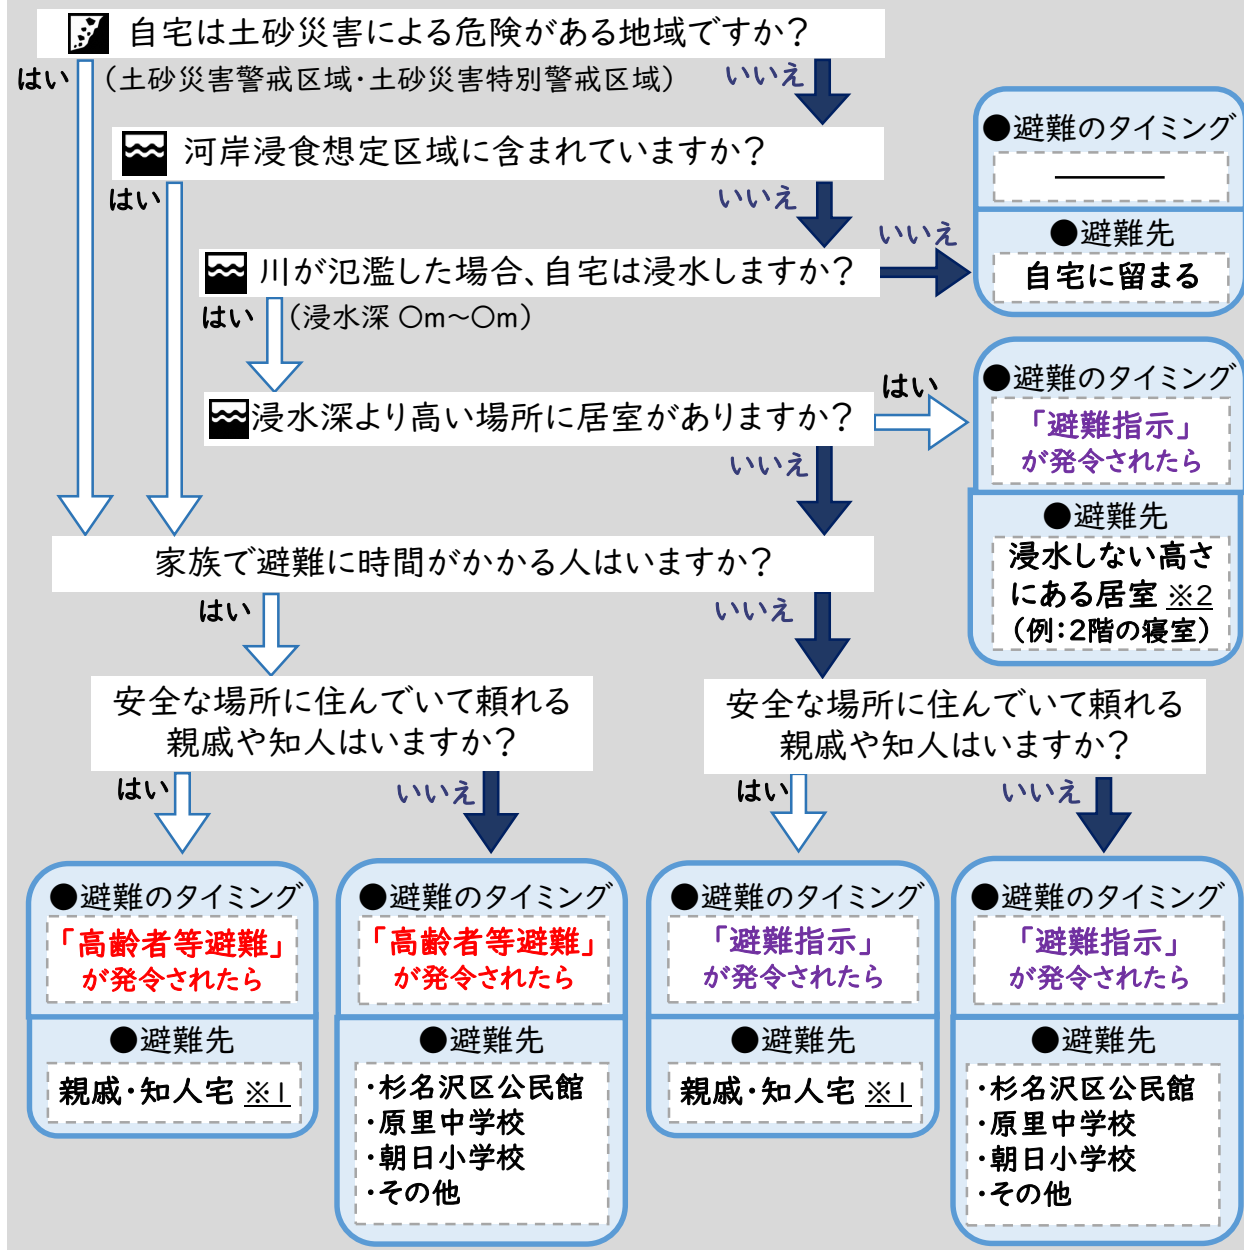 自宅は土砂災害による危険がある地域ですか？
はい
（土砂災害警戒区域・土砂災害特別警戒区域）
いいえ
河岸浸食想定区域に含まれていますか？
はい
いいえ
川が氾濫した場合、自宅は浸水しますか？
いいえ
はい
（浸水深 〇m～〇m）
●避難のタイミング
―――
●避難先
自宅に留まる
浸水深より高い場所に居室がありますか？
はい
いいえ
●避難のタイミング
「避難指示」
が発令されたら
●避難先
浸水しない高さ
にある居室 ※2
（例：2階の寝室）
家族で避難に時間がかかる人はいますか？
はい
いいえ
安全な場所に住んでいて頼れる
親戚や知人はいますか？
はい
いいえ
安全な場所に住んでいて頼れる
親戚や知人はいますか？
はい
いいえ
●避難のタイミング
「高齢者等避難」
が発令されたら
●避難先
親戚・知人宅 ※1
●避難のタイミング
「高齢者等避難」
が発令されたら
●避難先
・杉名沢区公民館
・原里中学校
・朝日小学校
・その他
●避難のタイミング
「避難指示」
が発令されたら
●避難先
親戚・知人宅 ※1
●避難のタイミング
「避難指示」
が発令されたら
●避難先
・杉名沢区公民館
・原里中学校
・朝日小学校
・その他